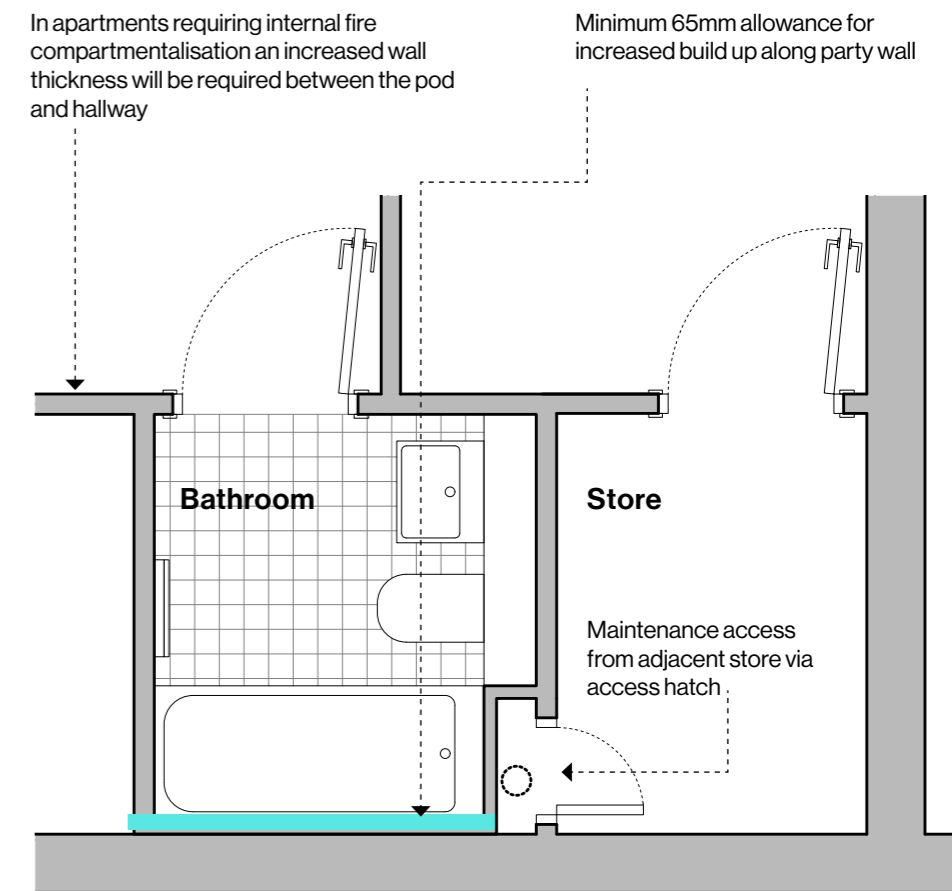 In apartments requiring internal fire
compartmentalisation an increased wall
thickness will be required between the pod
and hallway
Minimum 65mm allowance for
increased build up along party wall
Bathroom
Store
Maintenance access
from adjacent store via
access hatch